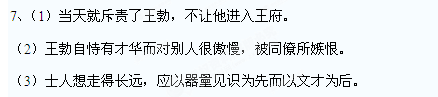 7、（1）当天就斥责了王勃，不让他进入王府。
（2）王勃自恃有才华而对别人很傲慢，被同僚所嫉恨。
（3）士人想走得长远，应以器量见识为先而以文才为后。